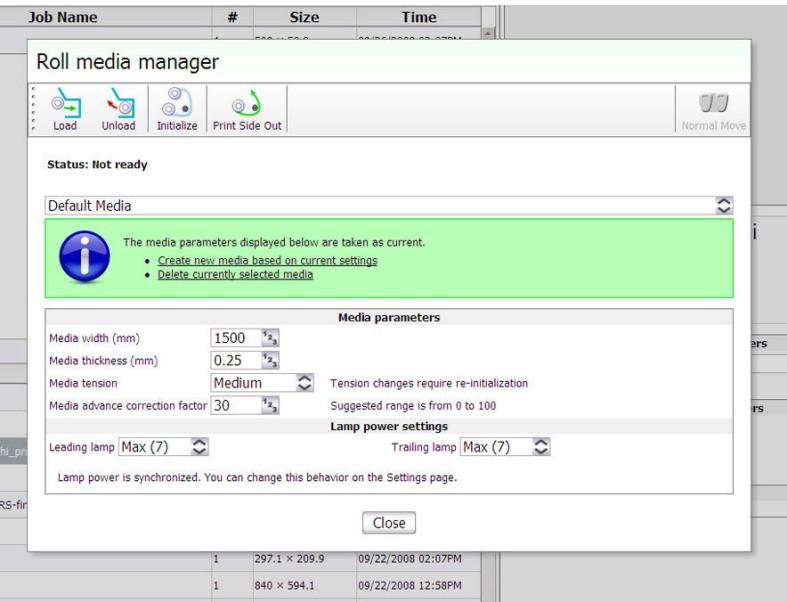 Job Name # Size Time
Roll media manager
Load Unload Initialize Print Side Out Normal Move
Status: Not ready
Default Media
The media parameters displayed below are taken as current.
• Create new media based on current settings
• Delete currently selected media
Media parameters
Media width (mm) 1500
Media thickness (mm) 0.25
Media tension Medium Tension changes require re-initialization
Media advance correction factor 30 Suggested range is from 0 to 100
Lamp power settings
Leading lamp Max (7) Trailing lamp Max (7)
Lamp power is synchronized. You can change this behavior on the Settings page.
Close
1 297.1 × 209.9 09/22/2008 02:07PM
1 840 × 594.1 09/22/2008 12:58PM